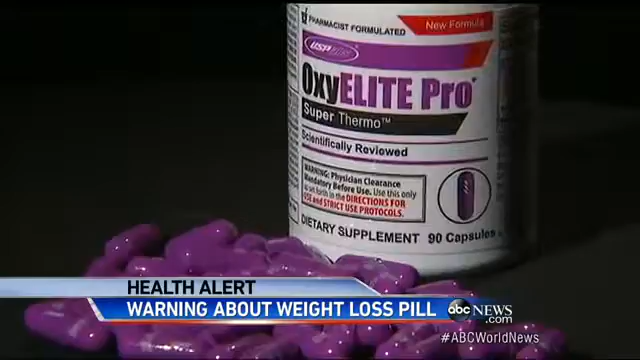 PHARMACIST FORMULATED
New Formula
USPlabs
OxyELITE Pro
Super Thermo™
Scientifically Reviewed
WARNING: Physician Clearance
Mandatory Before Use. Use this only
as set forth in the DIRECTIONS FOR
USE and STRICT USE PROTOCOLS.
DIETARY SUPPLEMENT 90 Capsules
HEALTH ALERT
WARNING ABOUT WEIGHT LOSS PILL
abc NEWS
.com
#ABCWorldNews